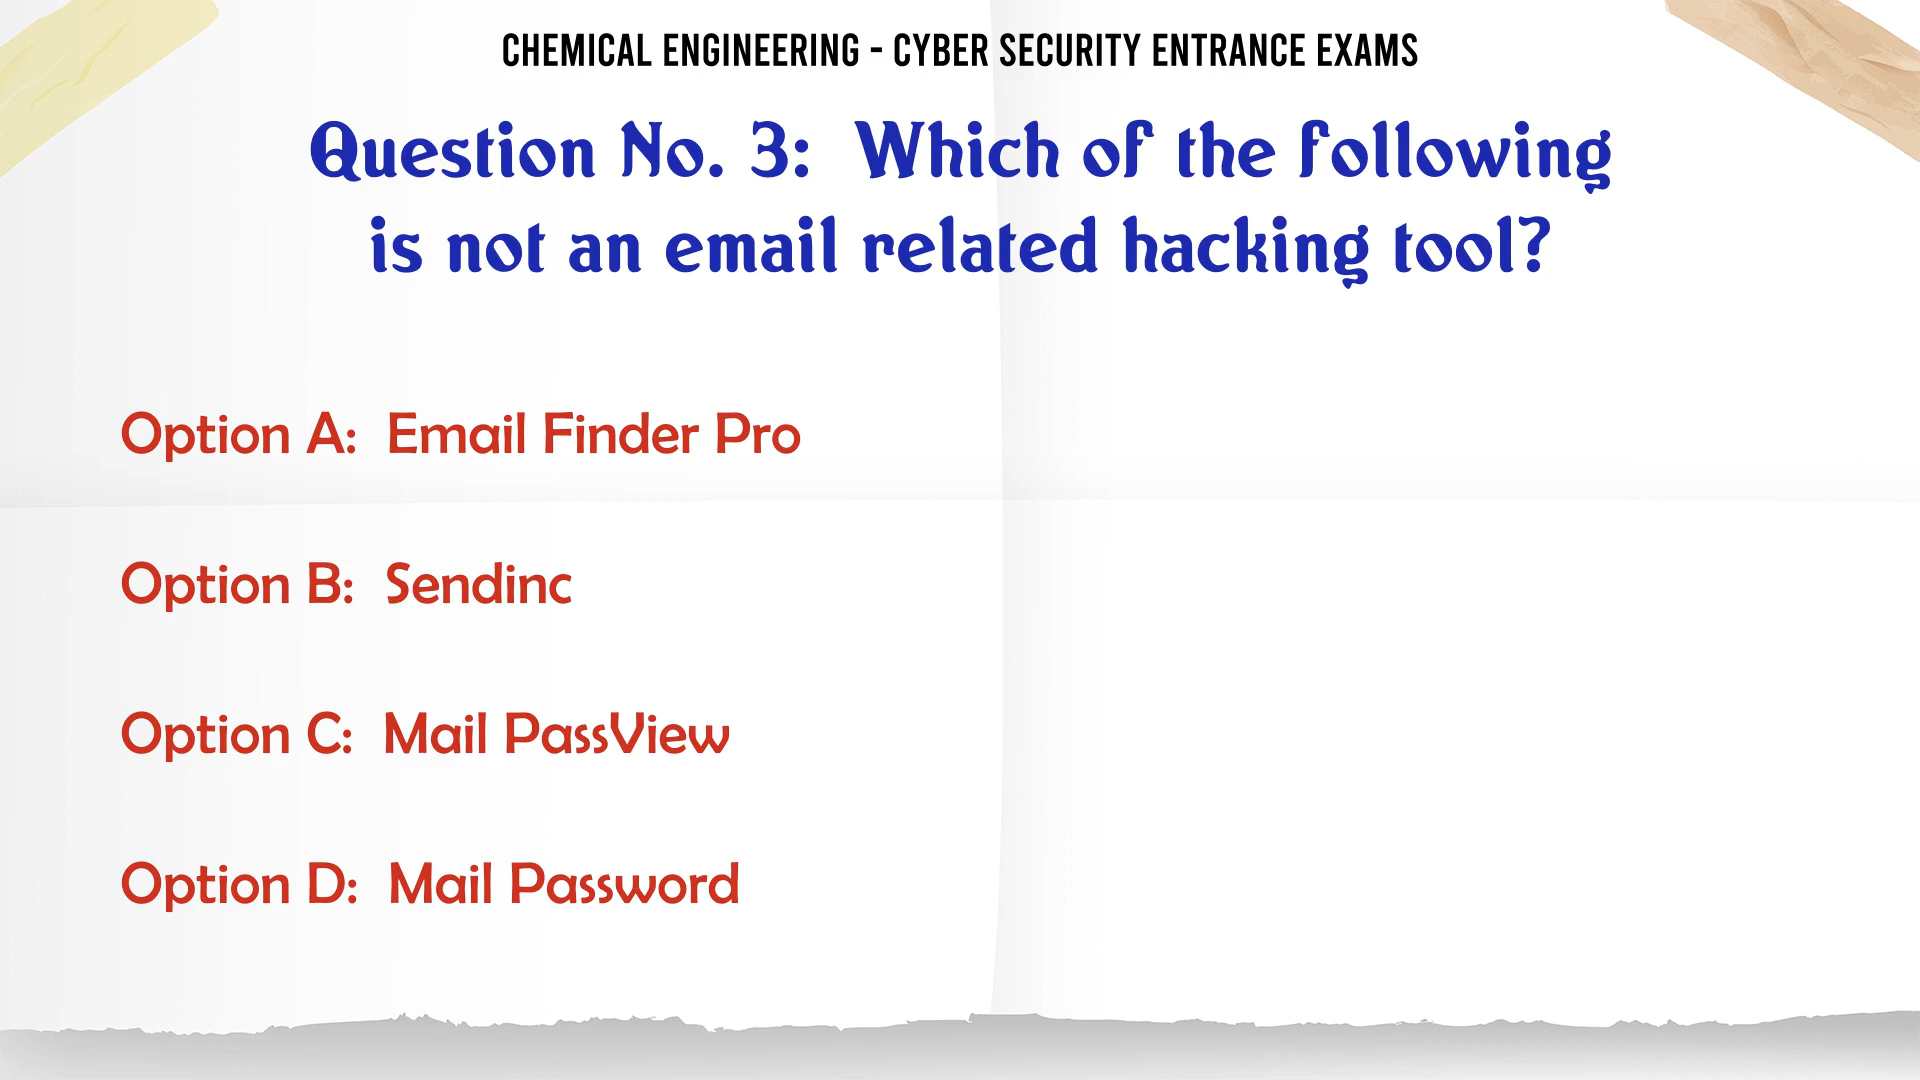 CHEMICAL ENGINEERING - CYBER SECURITY ENTRANCE EXAMS
Question No. 3: Which of the following
is not an email related hacking tool?
Option A: Email Finder Pro
Option B: Sendinc
Option C: Mail PassView
Option D: Mail Password